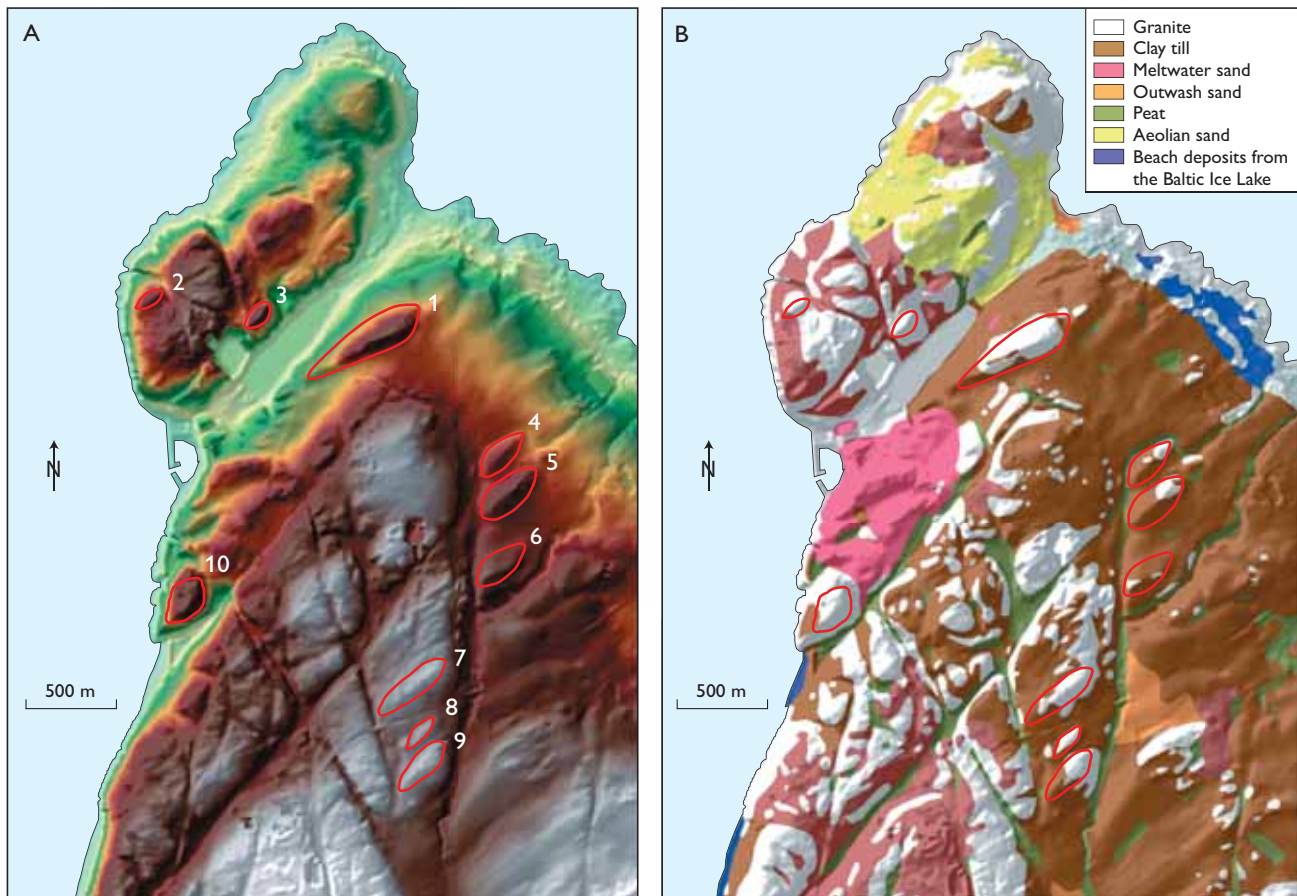 A
2
3
1
4
5
6
10
7
8
9
N
500 m
B
Granite
Clay till
Meltwater sand
Outwash sand
Peat
Aeolian sand
Beach deposits from
the Baltic Ice Lake
N
500 m